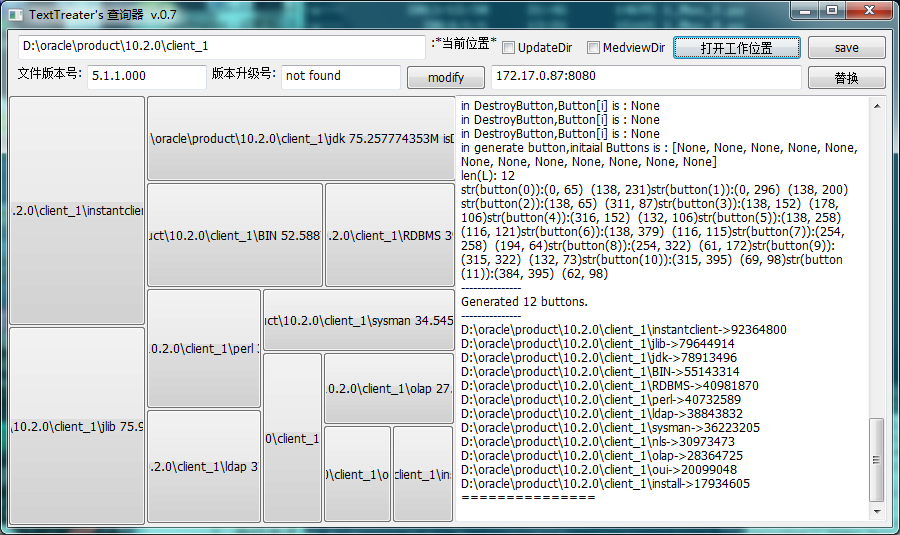 TextTreater's 查询器 v.0.7
D:\oracle\product\10.2.0\client_1
:*当前位置*
UpdateDir
MedviewDir
打开工作位置
save
文件版本号:
5.1.1.000
版本升级号:
not found
modify
172.17.0.87:8080
替换
.2.0\client_1\instantclier
\oracle\product\10.2.0\client_1\jdk 75.257774353M isD
uct\10.2.0\client_1\BIN 52.588
.2.0\client_1\RDBMS 39
0.2.0\client_1\perl 3
uct\10.2.0\client_1\sysman 34.545
\10.2.0\client_1\jlib 75.9
.2.0\client_1\ldap 3
0\client_1
.0.2.0\client_1\olap 27.
0\client_1\o
client_1\ins
in DestroyButton,Button[i] is : None
in DestroyButton,Button[i] is : None
in DestroyButton,Button[i] is : None
in generate button,initaial Buttons is : [None, None, None, None, None,
None, None, None, None, None, None, None]
len(L): 12
str(button(0)):(0, 65)  (138, 231)str(button(1)):(0, 296)  (138, 200)
str(button(2)):(138, 65)  (311, 87)str(button(3)):(138, 152)  (178,
106)str(button(4)):(316, 152)  (132, 106)str(button(5)):(138, 258)
(116, 121)str(button(6)):(138, 379)  (116, 115)str(button(7)):(254,
258)  (194, 64)str(button(8)):(254, 322)  (61, 172)str(button(9)):
(315, 322)  (132, 73)str(button(10)):(315, 395)  (69, 98)str(button
(11)):(384, 395)  (62, 98)
---------------
Generated 12 buttons.
---------------
D:\oracle\product\10.2.0\client_1\instantclient->92364800
D:\oracle\product\10.2.0\client_1\jlib->79644914
D:\oracle\product\10.2.0\client_1\jdk->78913496
D:\oracle\product\10.2.0\client_1\BIN->55143314
D:\oracle\product\10.2.0\client_1\RDBMS->40981870
D:\oracle\product\10.2.0\client_1\perl->40732589
D:\oracle\product\10.2.0\client_1\ldap->38843832
D:\oracle\product\10.2.0\client_1\sysman->36223205
D:\oracle\product\10.2.0\client_1\nls->30973473
D:\oracle\product\10.2.0\client_1\olap->28364725
D:\oracle\product\10.2.0\client_1\oui->20099048
D:\oracle\product\10.2.0\client_1\install->17934605
===============